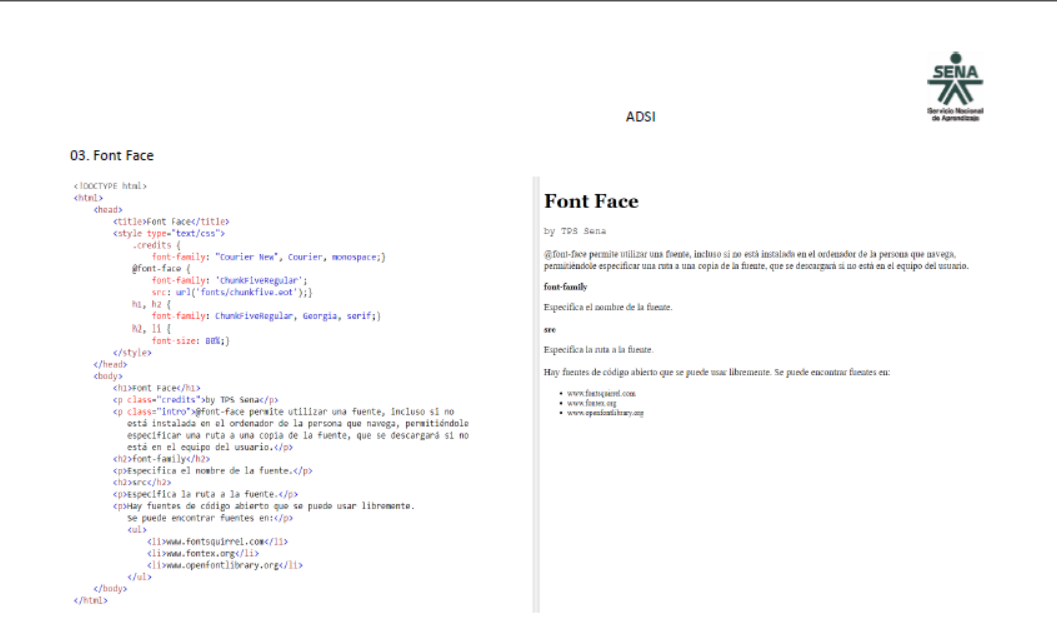 SENA
Servicio Nacional
de Aprendizaje
ADSI
03. Font Face
<!DOCTYPE html>
<html>
<head>
<title>Font Face</title>
<style type="text/css">
.credits {
font-family: "Courier New", Courier, monospace;}
@font-face {
font-family: 'ChunkFiveRegular';
src: url('fonts/chunkfive.eot');}
h1, h2 {
font-family: ChunkFiveRegular, Georgia, serif;}
h2, li {
font-size: 80%;}
</style>
</head>
<body>
<h1>Font Face</h1>
<p class="credits">by TPS Sena</p>
<p class="intro">@font-face permite utilizar una fuente, incluso si no
está instalada en el ordenador de la persona que navega, permitiéndole
especificar una ruta a una copia de la fuente, que se descargará si no
está en el equipo del usuario.</p>
<h2>font-family</h2>
<p>Especifica el nombre de la fuente.</p>
<h2>src</h2>
<p>Especifica la ruta a la fuente.</p>
<p>Hay fuentes de código abierto que se puede usar libremente.
Se puede encontrar fuentes en:</p>
<ul>
<li>www.fontsquirrel.com</li>
<li>www.fontex.org</li>
<li>www.openfontlibrary.org</li>
</ul>
</body>
</html>
Font Face
by TPS Sena
@font-face permite utilizar una fuente, incluso si no está instalada en el ordenador de la persona que navega,
permitiéndole especificar una ruta a una copia de la fuente, que se descargará si no está en el equipo del usuario.
font-family
Especifica el nombre de la fuente.
src
Especifica la ruta a la fuente.
Hay fuentes de código abierto que se puede usar libremente. Se puede encontrar fuentes en:
• www.fontsquirrel.com
• www.fontex.org
• www.openfontlibrary.org